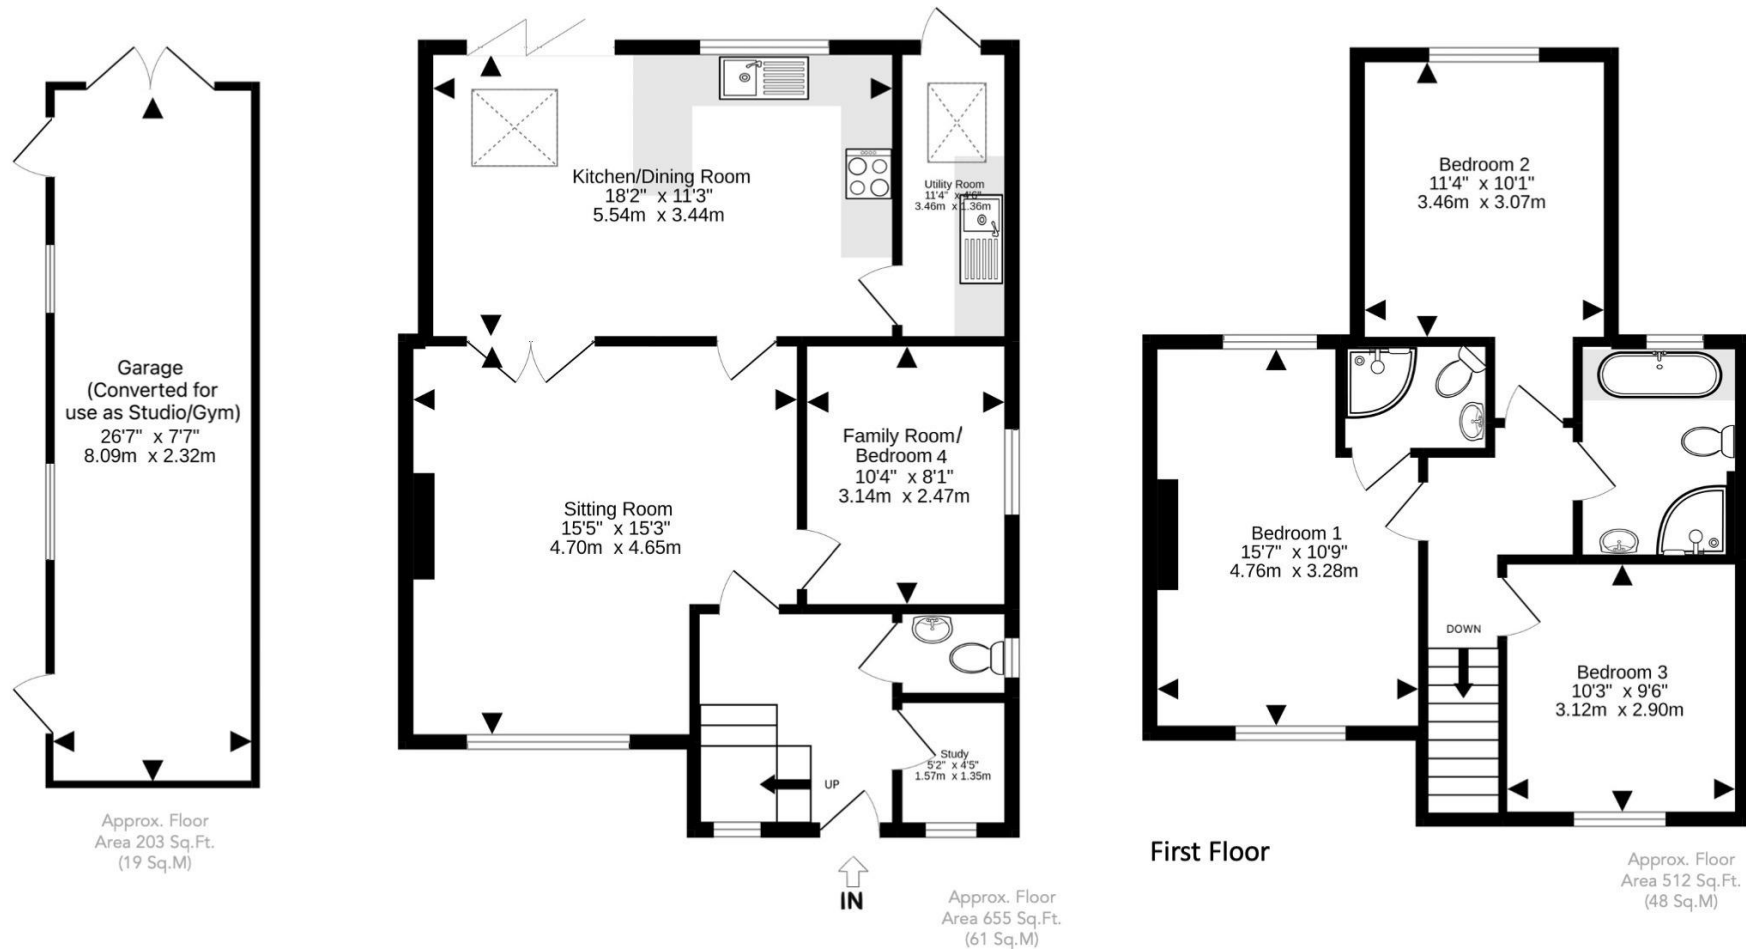 Garage
(Converted for
use as Studio/Gym)
26'7" x 7'7"
8.09m x 2.32m
Approx. Floor
Area 203 Sq.Ft.
(19 Sq.M)
Kitchen/Dining Room
18'2" x 11'3"
5.54m x 3.44m
Utility Room
11'4" x 4'6"
3.46m x 1.36m
Sitting Room
15'5" x 15'3"
4.70m x 4.65m
Family Room/
Bedroom 4
10'4" x 8'1"
3.14m x 2.47m
Study
5'2" x 4'5"
1.57m x 1.35m
UP
IN
Approx. Floor
Area 655 Sq.Ft.
(61 Sq.M)
Bedroom 2
11'4" x 10'1"
3.46m x 3.07m
Bedroom 1
15'7" x 10'9"
4.76m x 3.28m
DOWN
Bedroom 3
10'3" x 9'6"
3.12m x 2.90m
First Floor
Approx. Floor
Area 512 Sq.Ft.
(48 Sq.M)